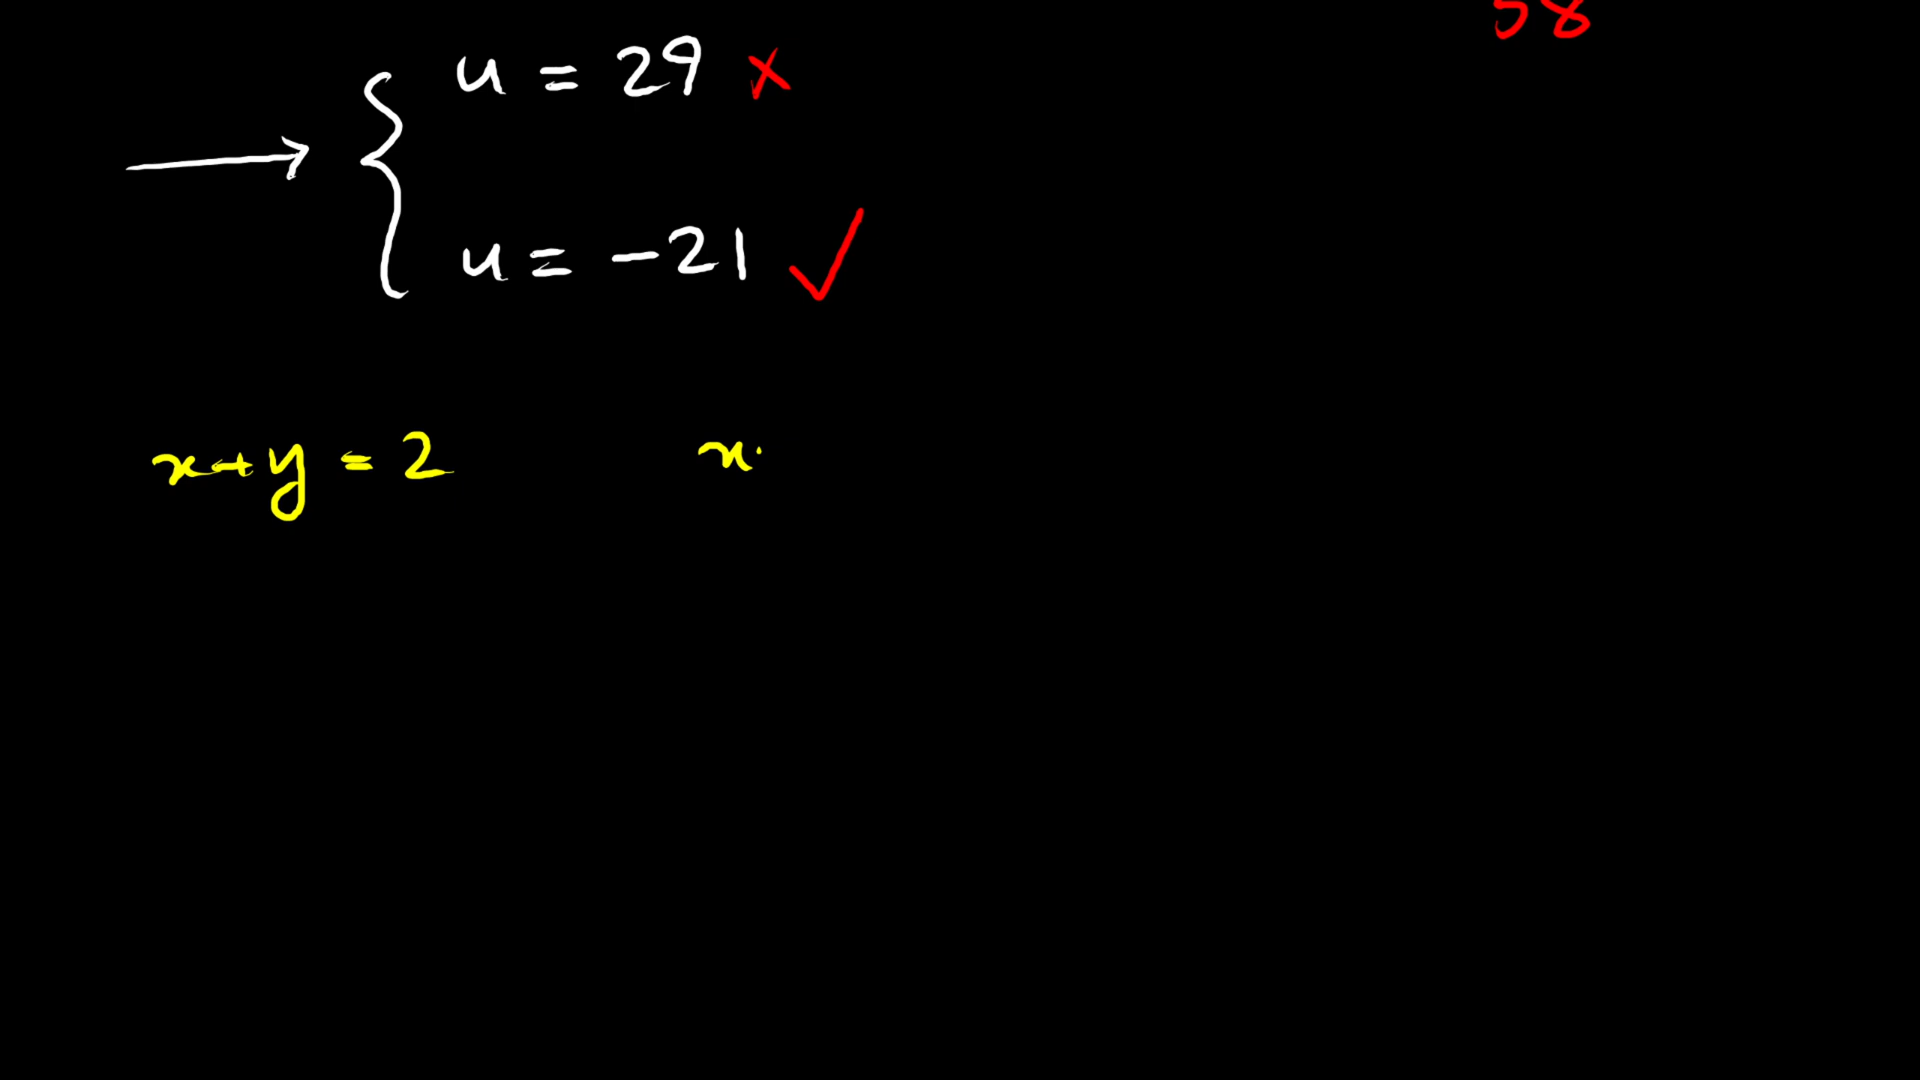 58
u = 29 ×
→ {
u = -21 ✓
x+y = 2 x·